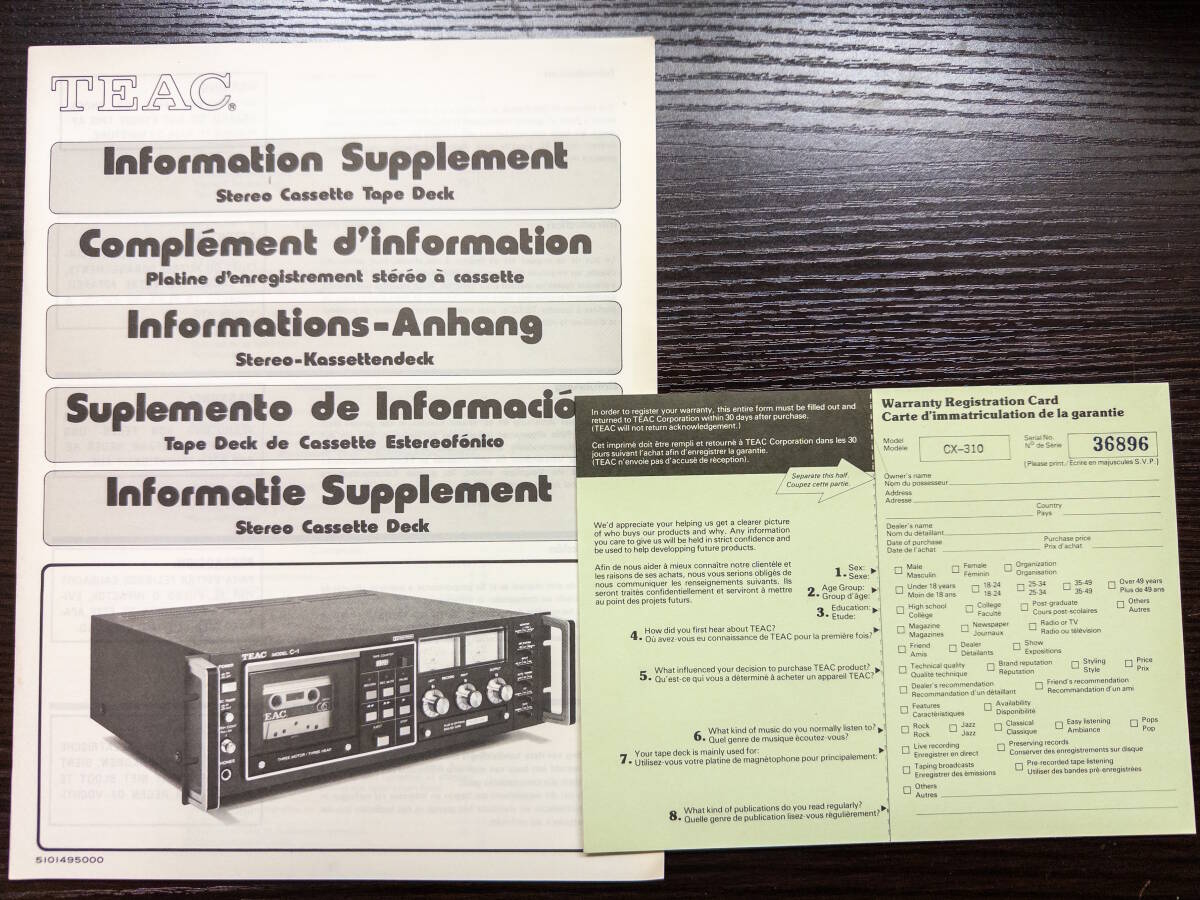 TEAC®
Information Supplement
Stereo Cassette Tape Deck
Complément d'information
Platine d'enregistrement stéréo à cassette
Informations-Anhang
Stereo-Kassettendeck
Suplemento de Informació
Tape Deck de Cassette Estereofónico
Informatie Supplement
Stereo Cassette Deck
TEAC MODEL C-1
TEAC
THREE MOTOR/THREE HEAD
5101495000
In order to register your warranty, this entire form must be filled out and
returned to TEAC Corporation within 30 days after purchase.
(TEAC will not return acknowledgement.)
Cet imprimé doit être rempli et retourné à TEAC Corporation dans les 30
jours suivant l'achat afin d'enregistrer la garantie.
(TEAC n'envoie pas d'accusé de réception).
Separate this half.
Coupez cette partie.
We'd appreciate your helping us get a clearer picture
of who buys our products and why. Any information
you care to give us will be held in strict confidence and
be used to help developping future products.
Afin de nous aider à mieux connaître notre clientèle et
les raisons de ses achats, nous vous serions obligés de
nous communiquer les renseignements suivants. Ils
seront traités confidentiellement et serviront à mettre
au point des projets futurs.
Warranty Registration Card
Carte d'immatriculation de la garantie
Model
Modèle
CX-310
Serial No.
N° de Série
36896
(Please print./Ecrire en majuscules S.V.P.)
Owner's name
Nom du possesseur
Address
Adresse
Country
Pays
Dealer's name
Nom du détaillant
Date of purchase
Date de l'achat
Purchase price
Prix d'achat
1. Sex:
Sexe:
Male
Masculin
Female
Féminin
Organization
Organisation
2. Age Group:
Group d'âge:
Under 18 years
Moin de 18 ans
18-24
18-24
25-34
25-34
35-49
35-49
Over 49 years
Plus de 49 ans
3. Education:
Etude:
High school
Collège
College
Faculté
Post-graduate
Cours post-scolaires
Others
Autres
4. How did you first hear about TEAC?
Où avez-vous eu connaissance de TEAC pour la première fois?
Magazine
Magazines
Newspaper
Journaux
Radio or TV
Radio ou télévision
Friend
Amis
Dealer
Détailants
Show
Expositions
5. What influenced your decision to purchase TEAC product?
Qu'est-ce qui vous a déterminé à acheter un appareil TEAC?
Technical quality
Qualité technique
Brand reputation
Réputation
Styling
Style
Price
Prix
Dealer's recommendation
Recommandation d'un détaillant
Friend's recommendation
Recommandation d'un ami
Features
Caractéristiques
Availability
Disponibilité
6. What kind of music do you normally listen to?
Quel genre de musique écoutez-vous?
Rock
Rock
Jazz
Jazz
Classical
Classique
Easy listening
Ambiance
Pops
Pop
7. Your tape deck is mainly used for:
Utilisez-vous votre platine de magnétophone pour principalement:
Live recording
Enregistrer en direct
Preserving records
Conserver des enregistrements sur disque
Taping broadcasts
Enregistrer des émissions
Pre-recorded tape listening
Utiliser des bandes pré-enregistrées
Others
Autres
8. What kind of publications do you read regularly?
Quelle genre de publication lisez-vous régulièrement?